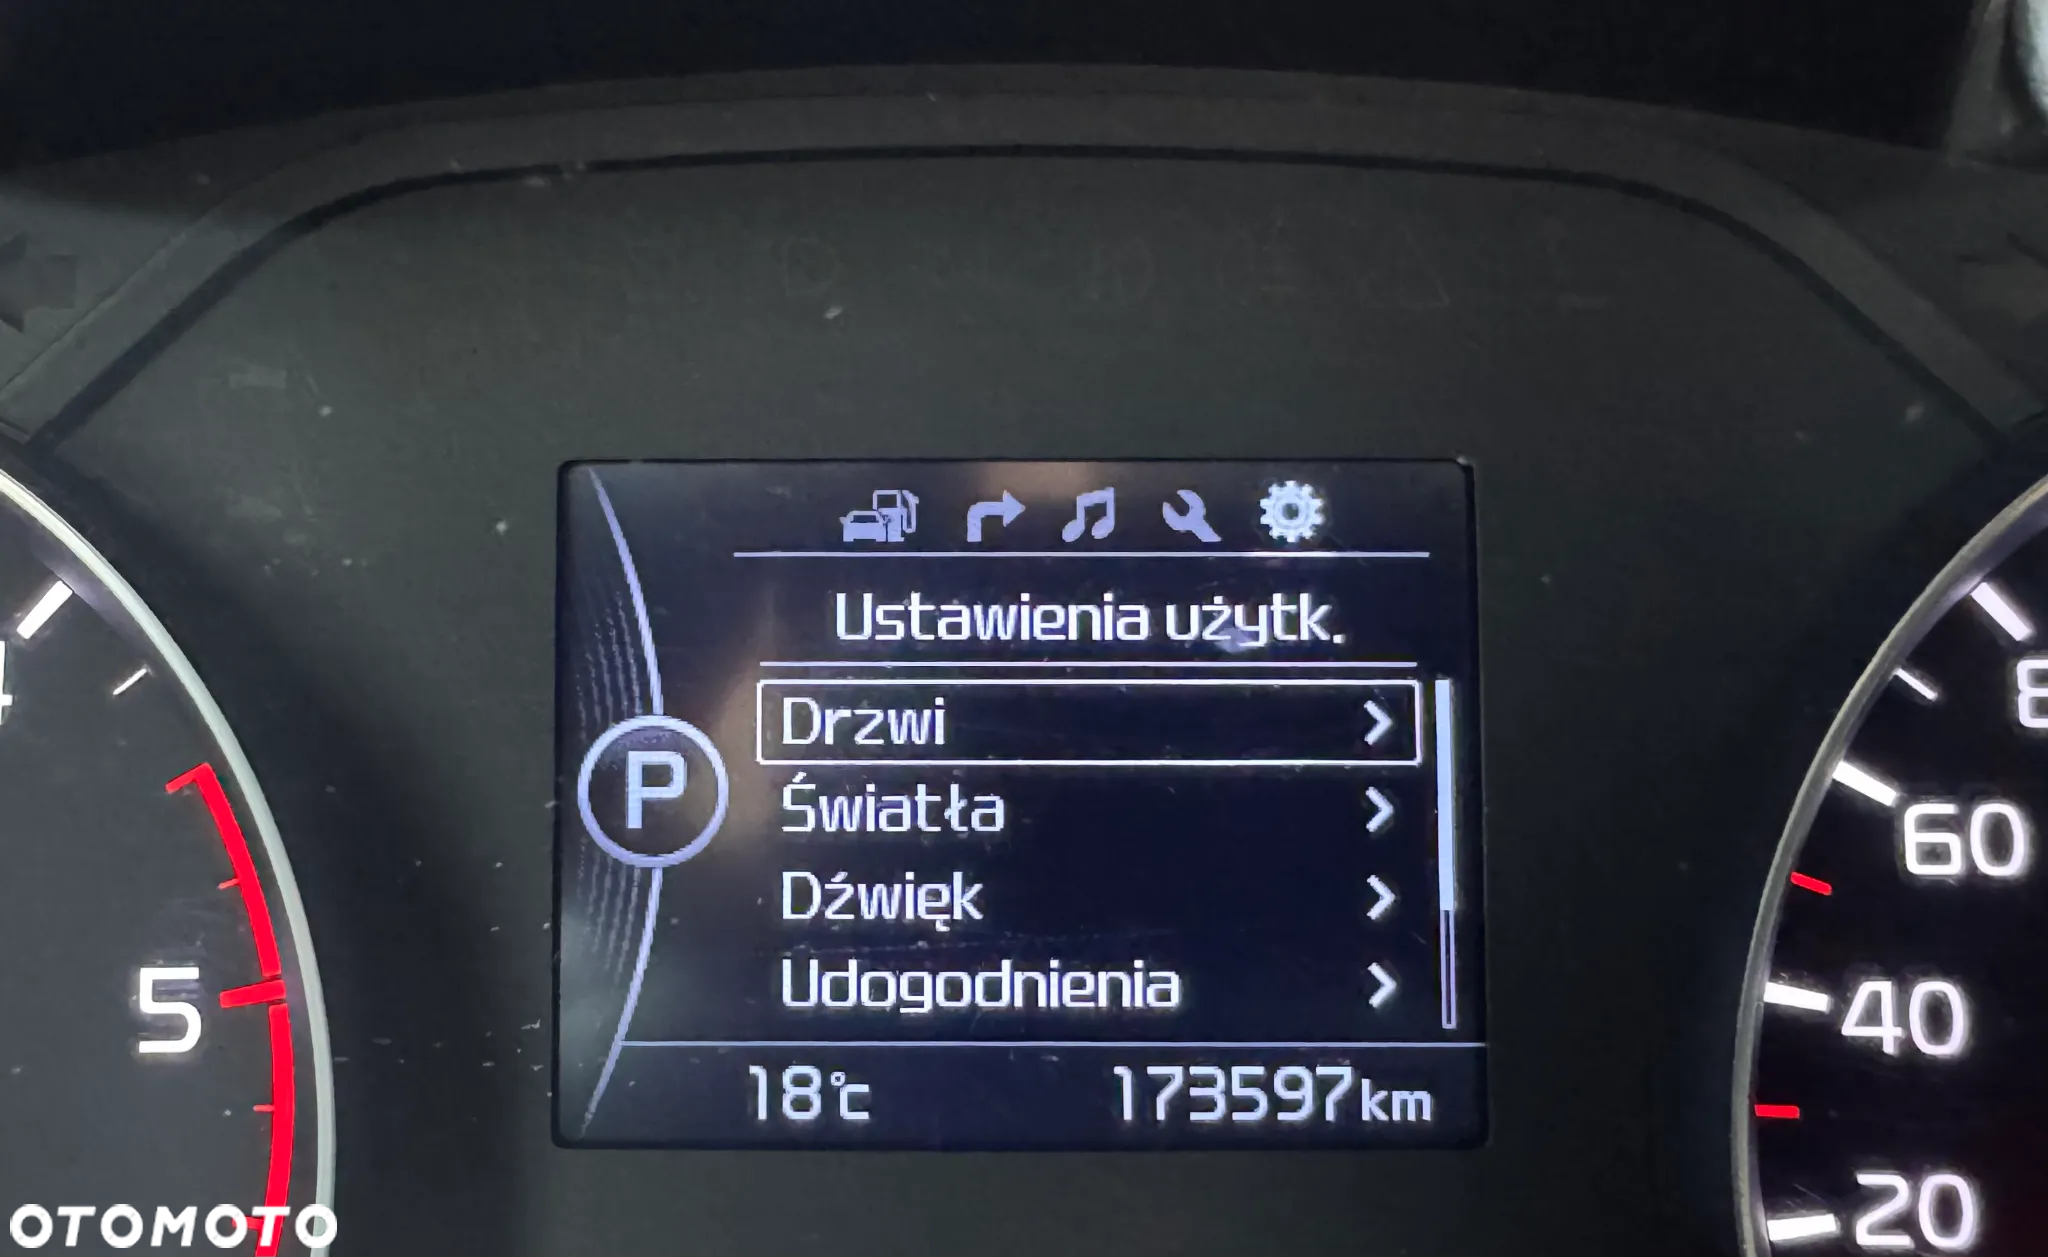 Ustawienia użytk.
P
Drzwi
Światła
Dźwięk
Udogodnienia
18°C
173597km
5
60
40
20
OTOMOTO